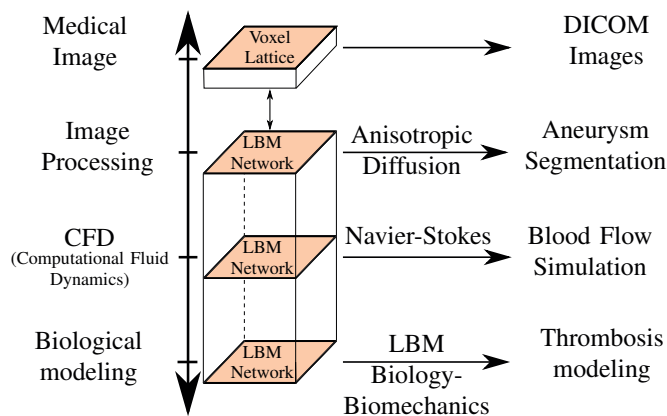 Medical
Image
Voxel
Lattice
DICOM
Images
Image
Processing
LBM
Network
Anisotropic
Diffusion
Aneurysm
Segmentation
CFD
(Computational Fluid
Dynamics)
LBM
Network
Navier-Stokes
Blood Flow
Simulation
Biological
modeling
LBM
Network
LBM
Biology-
Biomechanics
Thrombosis
modeling